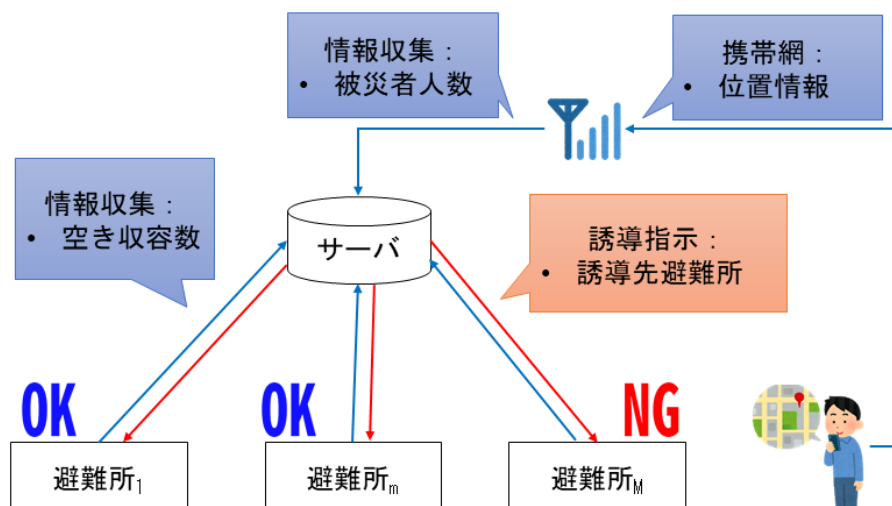 情報収集：
• 被災者人数
携帯網：
• 位置情報
情報収集：
• 空き収容数
サーバ
誘導指示：
• 誘導先避難所
OK
OK
NG
避難所1
避難所m
避難所M